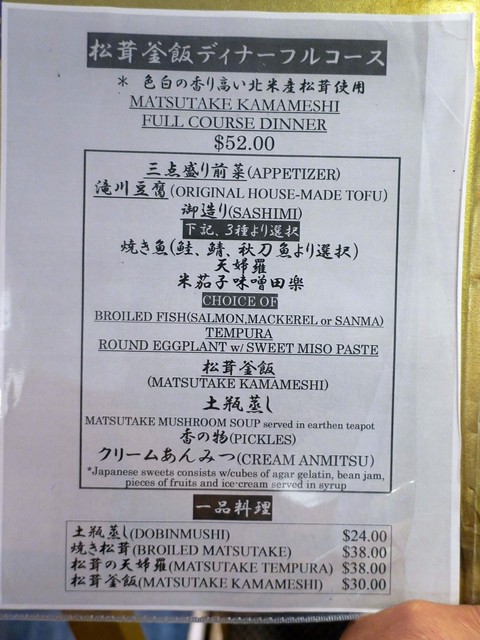 松茸釜飯ディナーフルコース
＊ 色白の香り高い北米産松茸使用
MATSUTAKE KAMAMESHI
FULL COURSE DINNER
$52.00
三点盛り前菜(APPETIZER)
滝川豆腐(ORIGINAL HOUSE-MADE TOFU)
御造り(SASHIMI)
下記、3種より選択
焼き魚(鮭、鯖、秋刀魚より選択)
天婦羅
米茄子味噌田楽
CHOICE OF
BROILED FISH(SALMON,MACKEREL or SANMA)
TEMPURA
ROUND EGGPLANT w/ SWEET MISO PASTE
松茸釜飯
(MATSUTAKE KAMAMESHI)
土瓶蒸し
MATSUTAKE MUSHROOM SOUP served in earthen teapot
香の物(PICKLES)
クリームあんみつ(CREAM ANMITSU)
*Japanese sweets consists w/cubes of agar gelatin, bean jam,
pieces of fruits and ice-cream served in syrup
一品料理
土瓶蒸し(DOBINMUSHI) $24.00
焼き松茸(BROILED MATSUTAKE) $38.00
松茸の天婦羅(MATSUTAKE TEMPURA) $38.00
松茸釜飯(MATSUTAKE KAMAMESHI) $30.00